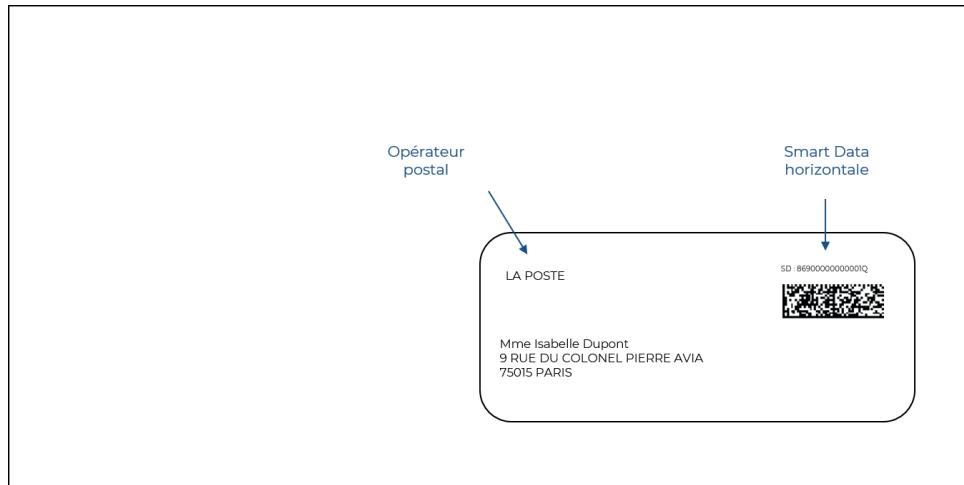 Opérateur
postal
Smart Data
horizontale
LA POSTE
SD : 86900000000001Q
Mme Isabelle Dupont
9 RUE DU COLONEL PIERRE AVIA
75015 PARIS